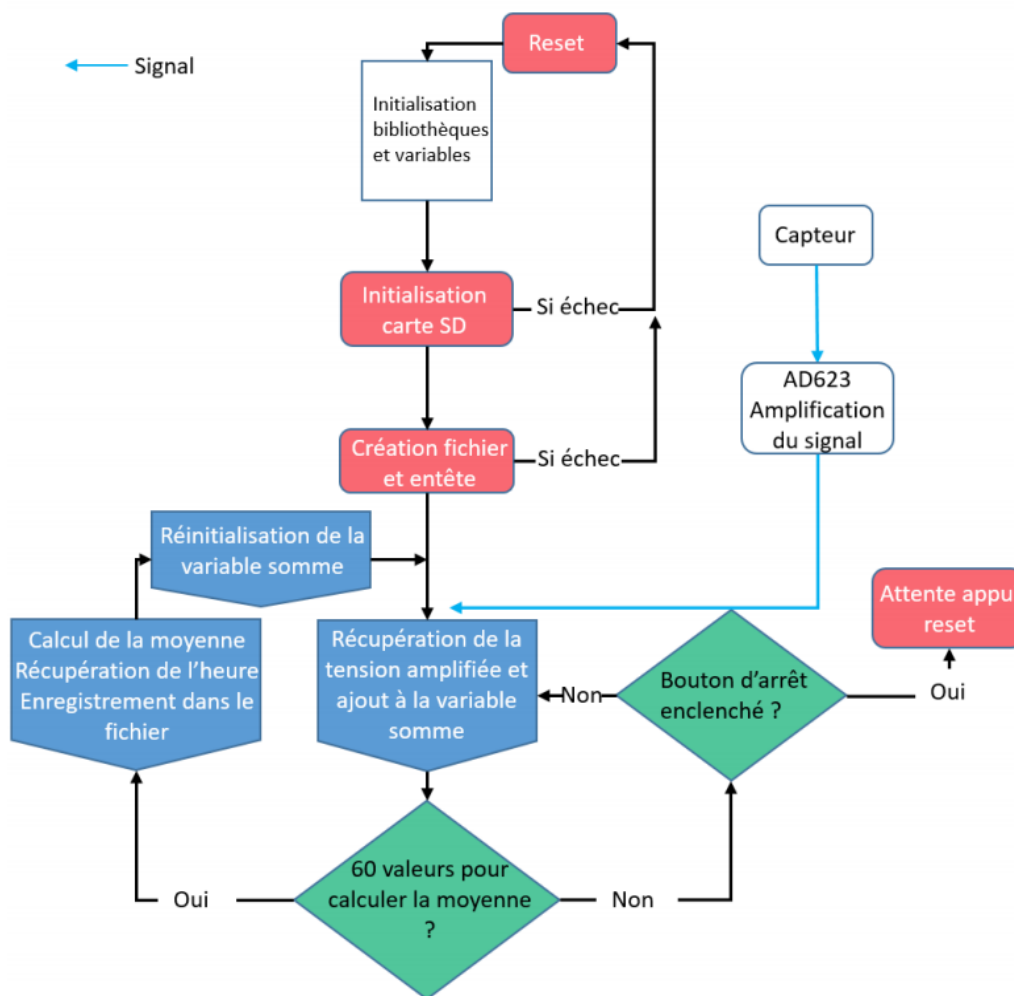 Reset
Signal
Initialisation
bibliothèques
et variables
Capteur
Initialisation
carte SD
Si échec
AD623
Amplification
du signal
Création fichier
et entête
Si échec
Réinitialisation de la
variable somme
Attente appu
reset
Calcul de la moyenne
Récupération de l’heure
Enregistrement dans le
fichier
Récupération de la
tension amplifiée et
ajout à la variable
somme
Non
Bouton d’arrêt
enclenché ?
Oui
60 valeurs pour
calculer la moyenne
?
Oui
Non